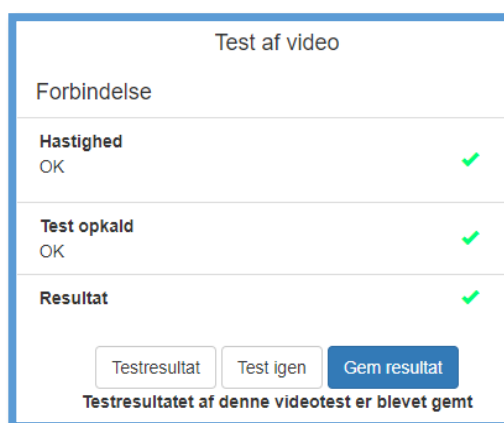 Test af video
Forbindelse
Hastighed
OK
Test opkald
OK
Resultat
Testresultat Test igen Gem resultat
Testresultatet af denne videotest er blevet gemt